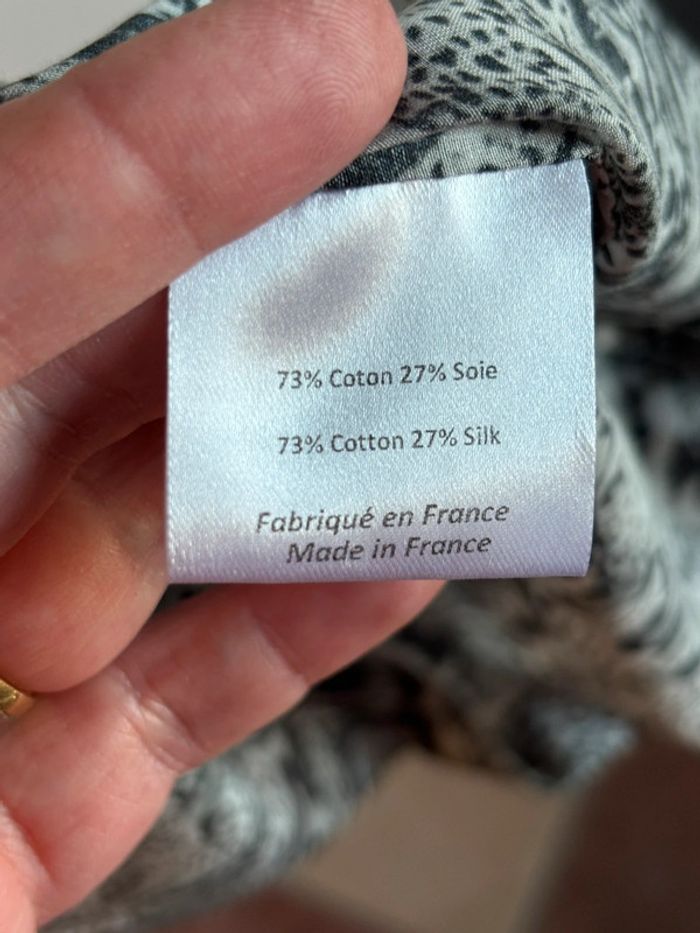 73% Coton 27% Soie
73% Cotton 27% Silk
Fabriqué en France
Made in France